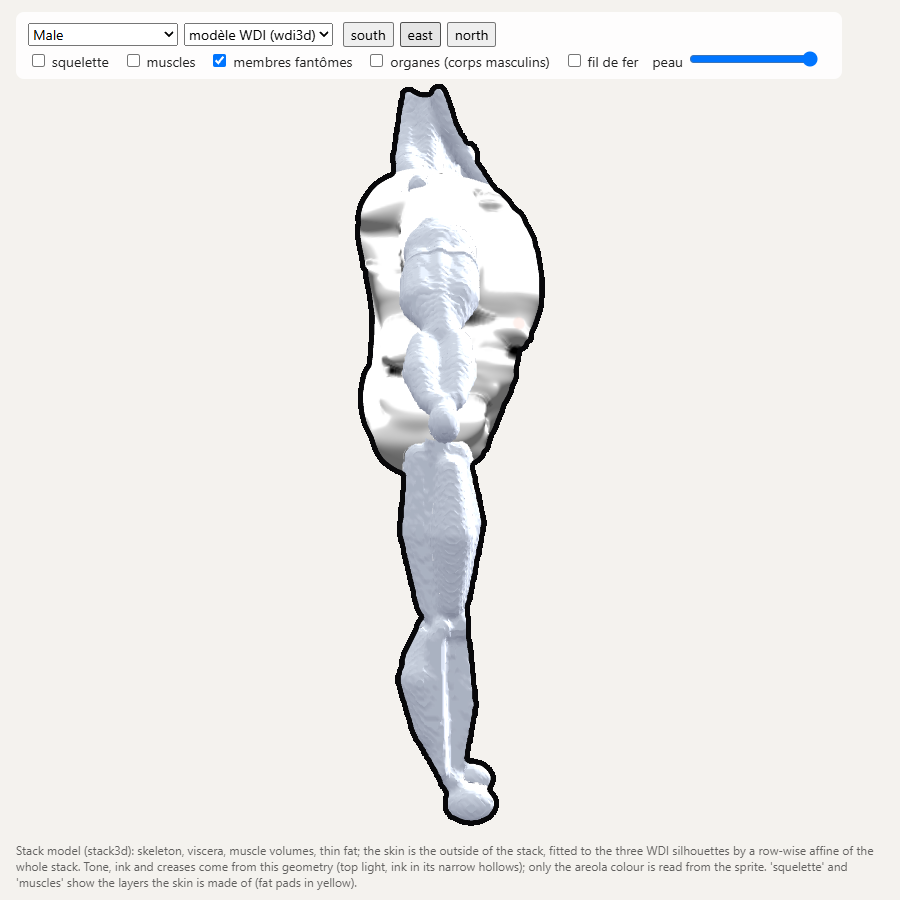 Male modèle WDI (wdi3d) south east north
squelette muscles membres fantômes organes (corps masculins) fil de fer peau
Stack model (stack3d): skeleton, viscera, muscle volumes, thin fat; the skin is the outside of the stack, fitted to the three WDI silhouettes by a row-wise affine of the
whole stack. Tone, ink and creases come from this geometry (top light, ink in its narrow hollows); only the areola colour is read from the sprite. 'squelette' and
'muscles' show the layers the skin is made of (fat pads in yellow).